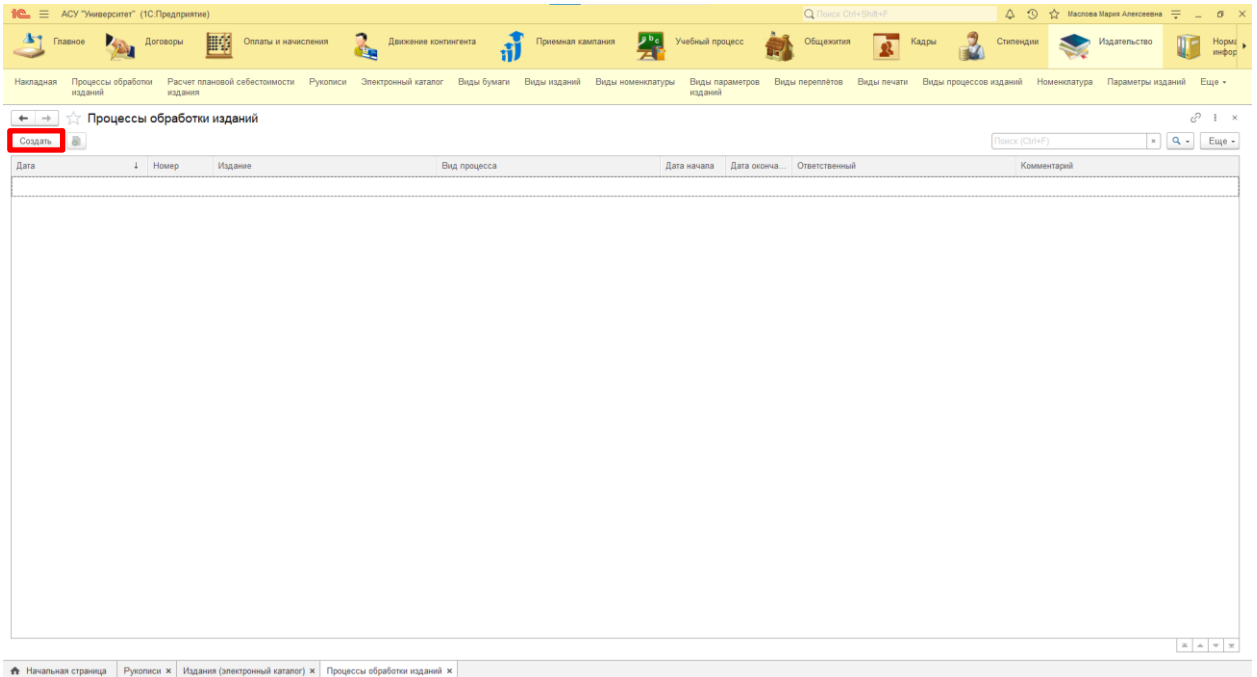 1С АСУ "Университет" (1С:Предприятие) Поиск Ctrl+Shift+F Маслова Мария Алексеевна
Главное Договоры Оплаты и начисления Движение контингента Приемная кампания Учебный процесс Общежития Кадры Стипендии Издательство Норма
инфор
Накладная Процессы обработки Расчет плановой себестоимости Рукописи Электронный каталог Виды бумаги Виды изданий Виды номенклатуры Виды параметров Виды переплётов Виды печати Виды процессов изданий Номенклатура Параметры изданий Еще
изданий издания изданий
Процессы обработки изданий
Создать Поиск (Ctrl+F) × Еще
Дата ↓ Номер Издание Вид процесса Дата начала Дата оконча... Ответственный Комментарий
Начальная страница Рукописи × Издания (электронный каталог) × Процессы обработки изданий ×